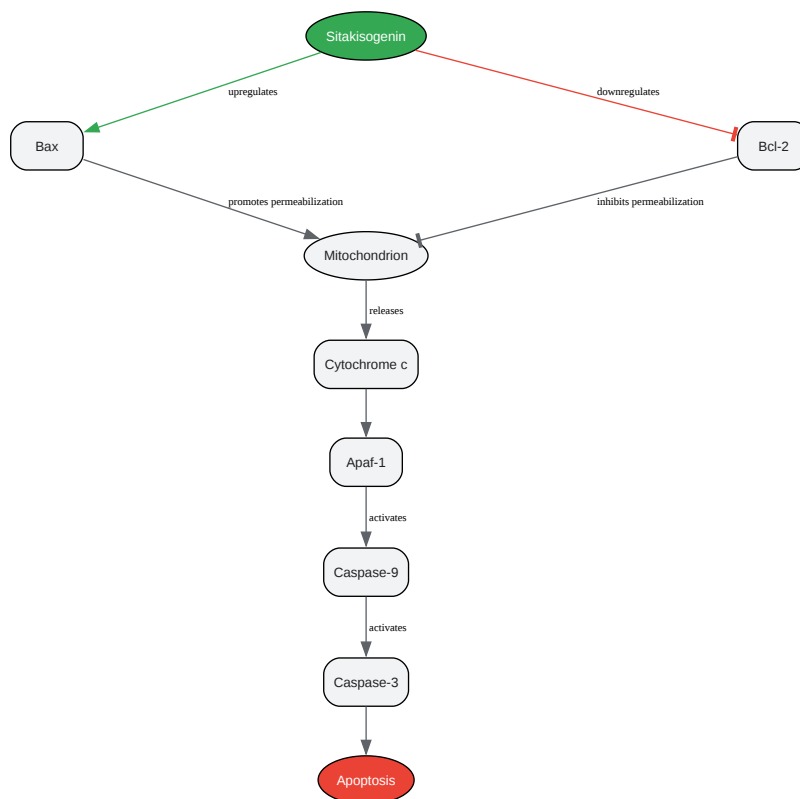 Sitakisogenin
upregulates
downregulates
Bax
Bcl-2
promotes permeabilization
inhibits permeabilization
Mitochondrion
releases
Cytochrome c
Apaf-1
activates
Caspase-9
activates
Caspase-3
Apoptosis